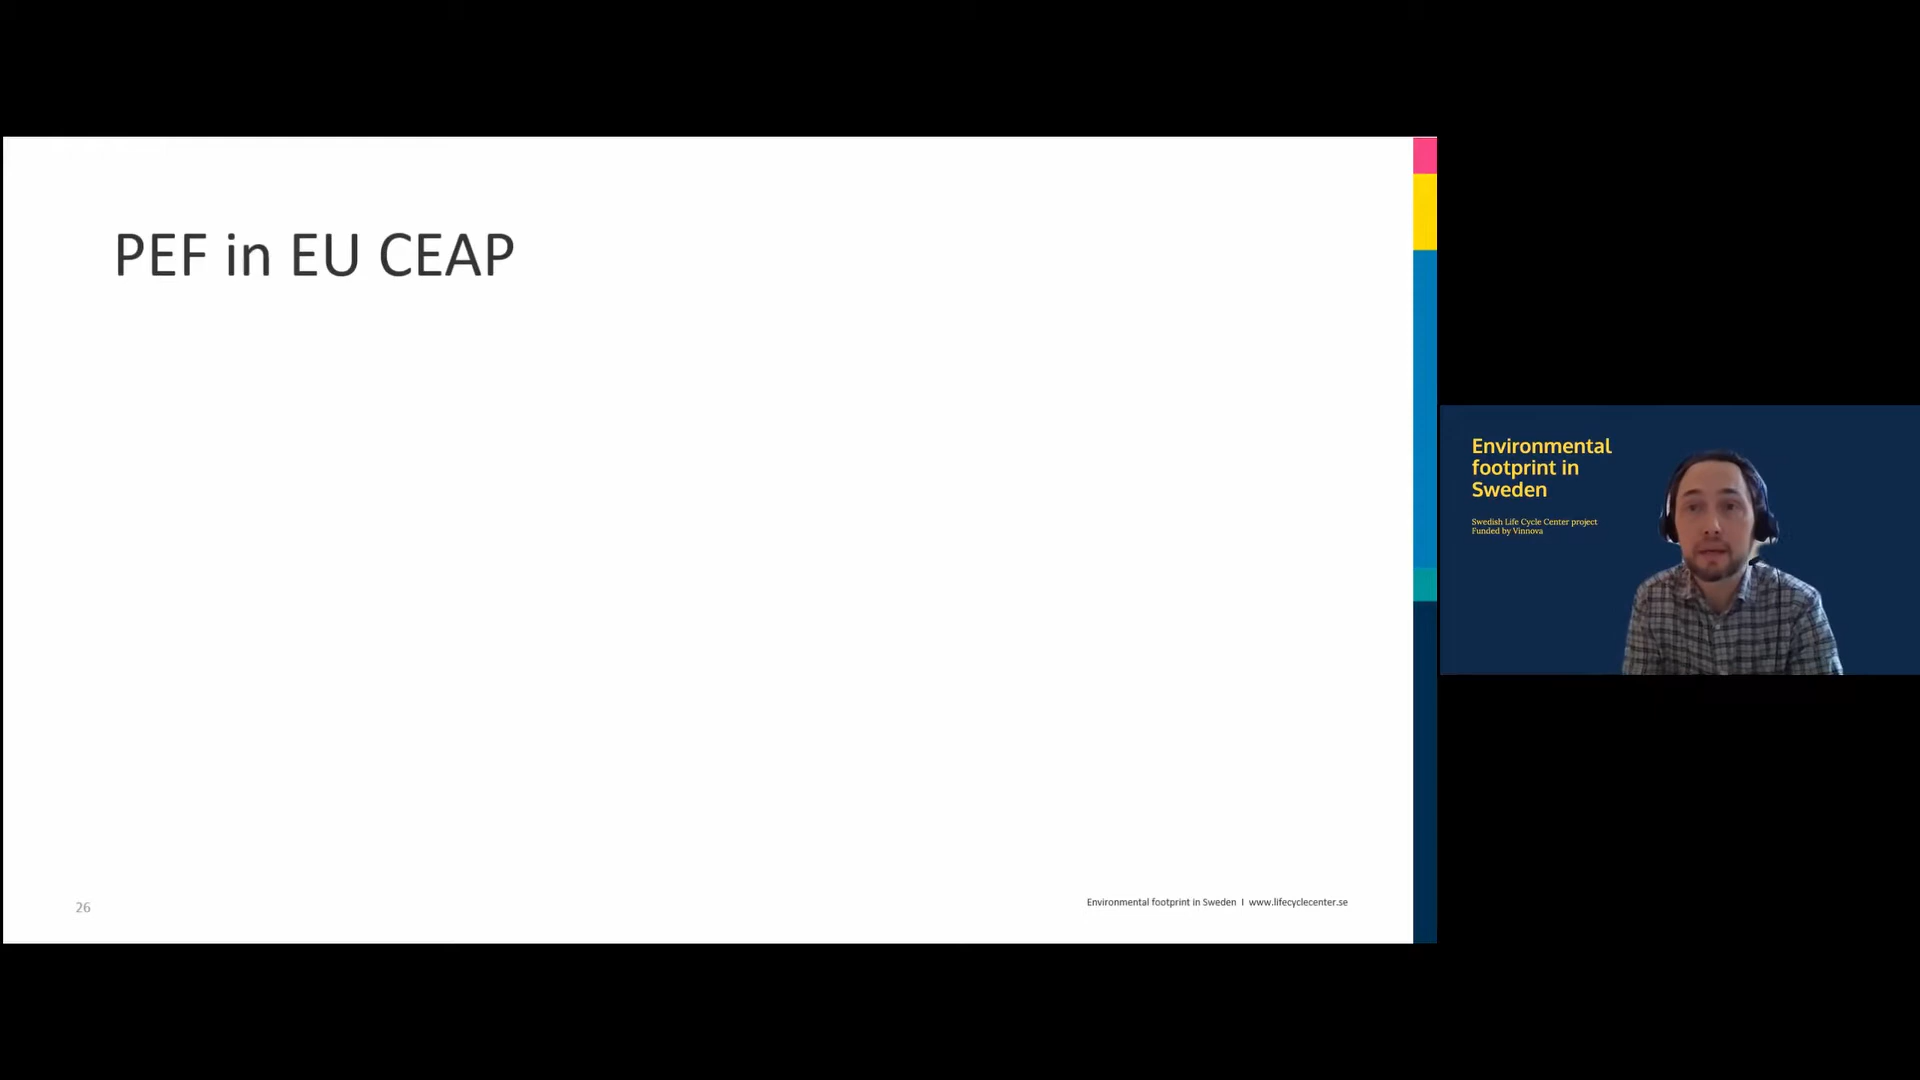 PEF in EU CEAP
26
Environmental footprint in Sweden I www.lifecyclecenter.se
Environmental
footprint in
Sweden
Swedish Life Cycle Center project
Funded by Vinnova